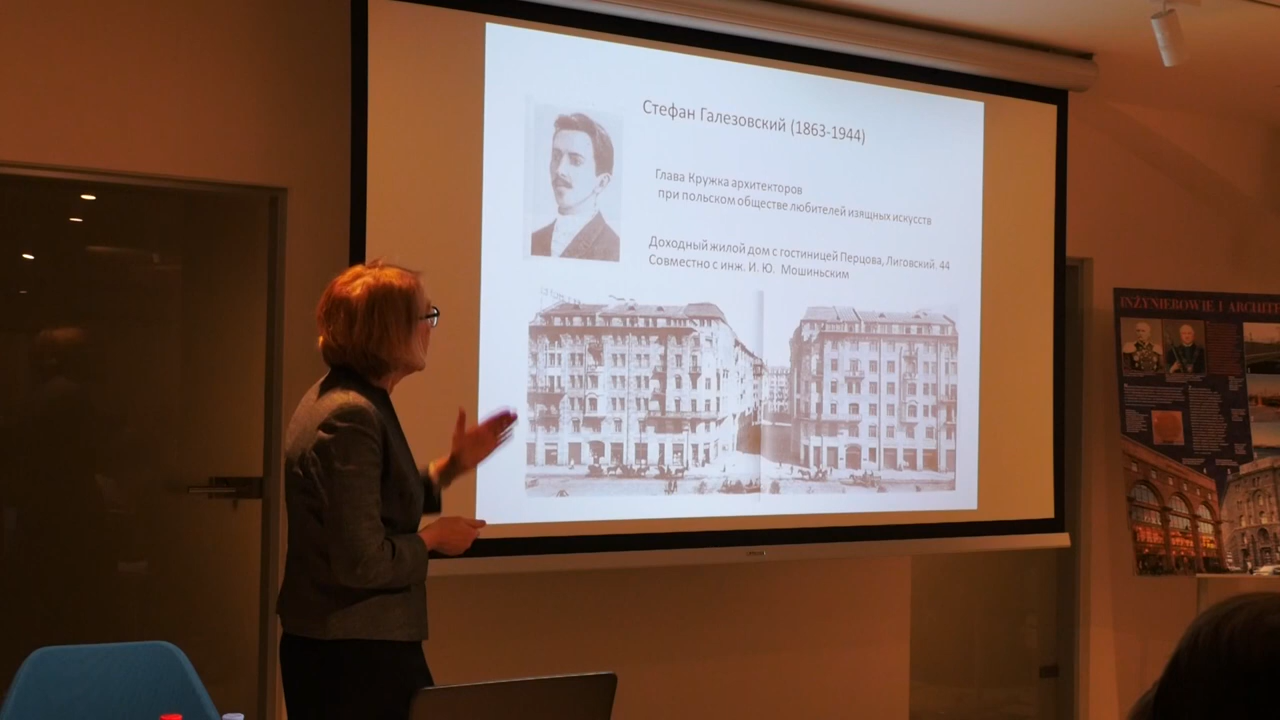 Стефан Галезовский (1863-1944)
Глава Кружка архитекторов
при польском обществе любителей изящных искусств
Доходный жилой дом с гостиницей Перцова, Лиговский 44
Совместно с инж. И. Ю. Мошиньским
INŻYNIEROWIE I ARCHIT